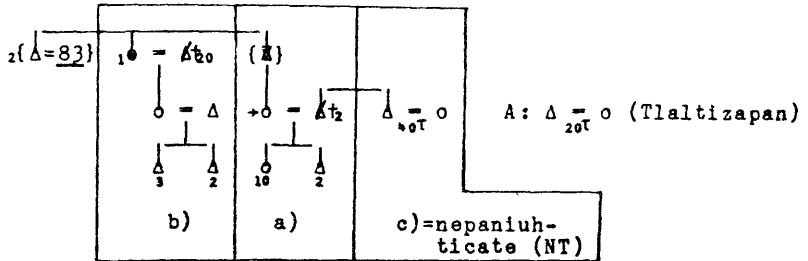 2{Δ=83} 1● = Δ†20 {Δ}
o = Δ →o = Δ†2 Δ 40T o A: Δ 20T o (Tlaltizapan)
3 2 10 2
b) a) c)=nepaniuh-
ticate (NT)